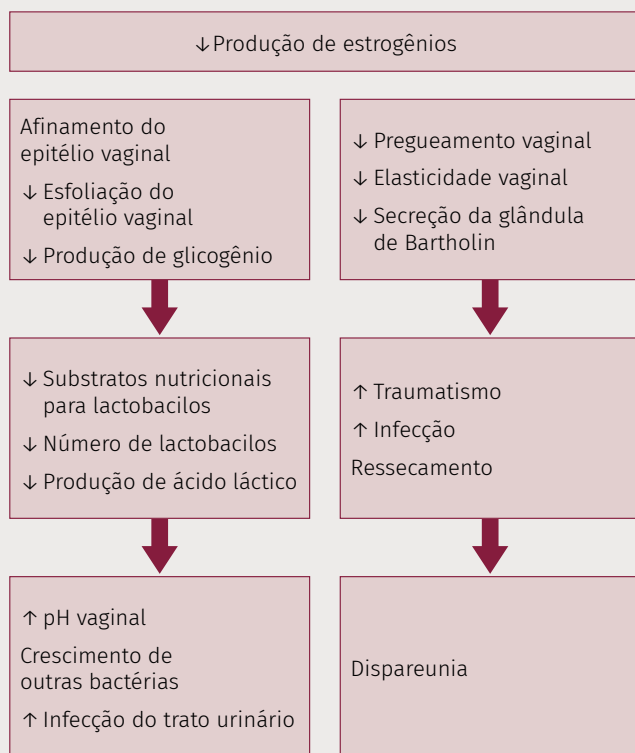 ↓Produção de estrogênios
Afinamento do
epitélio vaginal
↓ Esfoliação do
epitélio vaginal
↓ Produção de glicogênio
↓ Pregueamento vaginal
↓ Elasticidade vaginal
↓ Secreção da glândula
de Bartholin
↓ Substratos nutricionais
para lactobacilos
↓ Número de lactobacilos
↓ Produção de ácido láctico
↑ Traumatismo
↑ Infecção
Ressecamento
↑ pH vaginal
Crescimento de
outras bactérias
↑ Infecção do trato urinário
Dispareunia